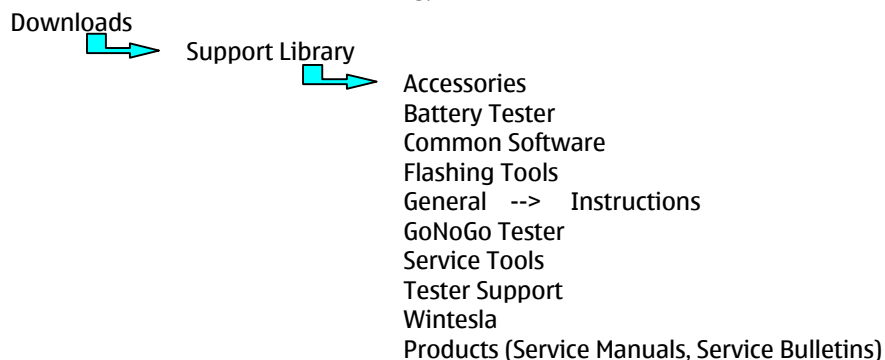 Downloads
Support Library
Accessories
Battery Tester
Common Software
Flashing Tools
General --> Instructions
GoNoGo Tester
Service Tools
Tester Support
Wintesla
Products (Service Manuals, Service Bulletins)